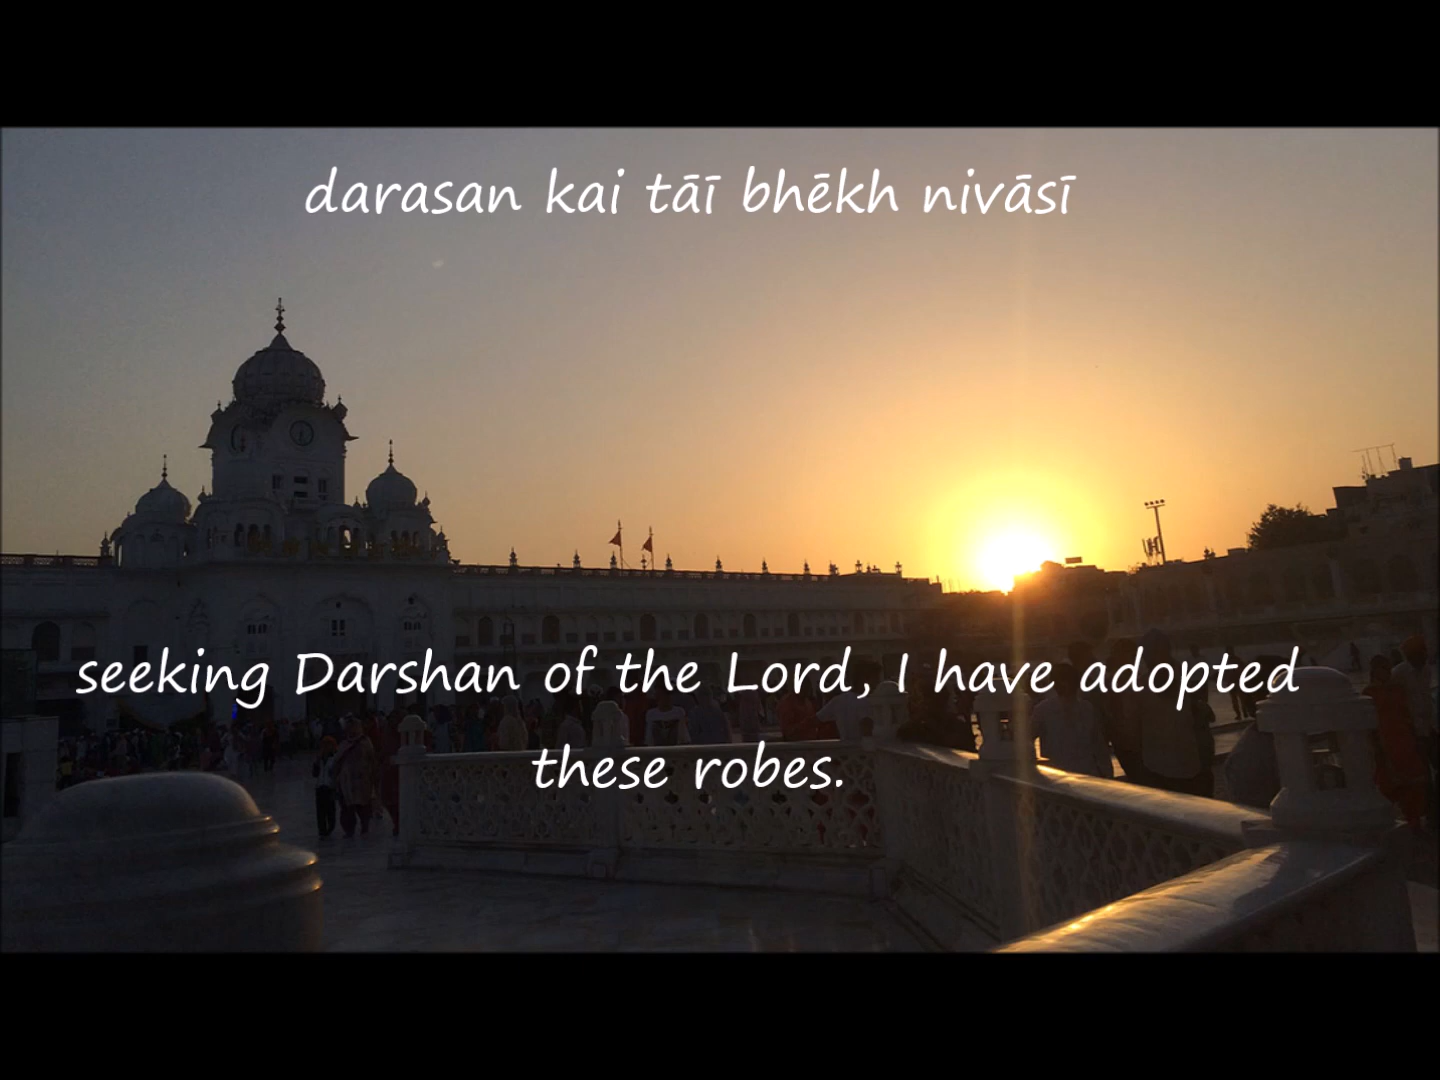 darasan kai tāī bhēkh nivāsī
seeking Darshan of the Lord, I have adopted
these robes.